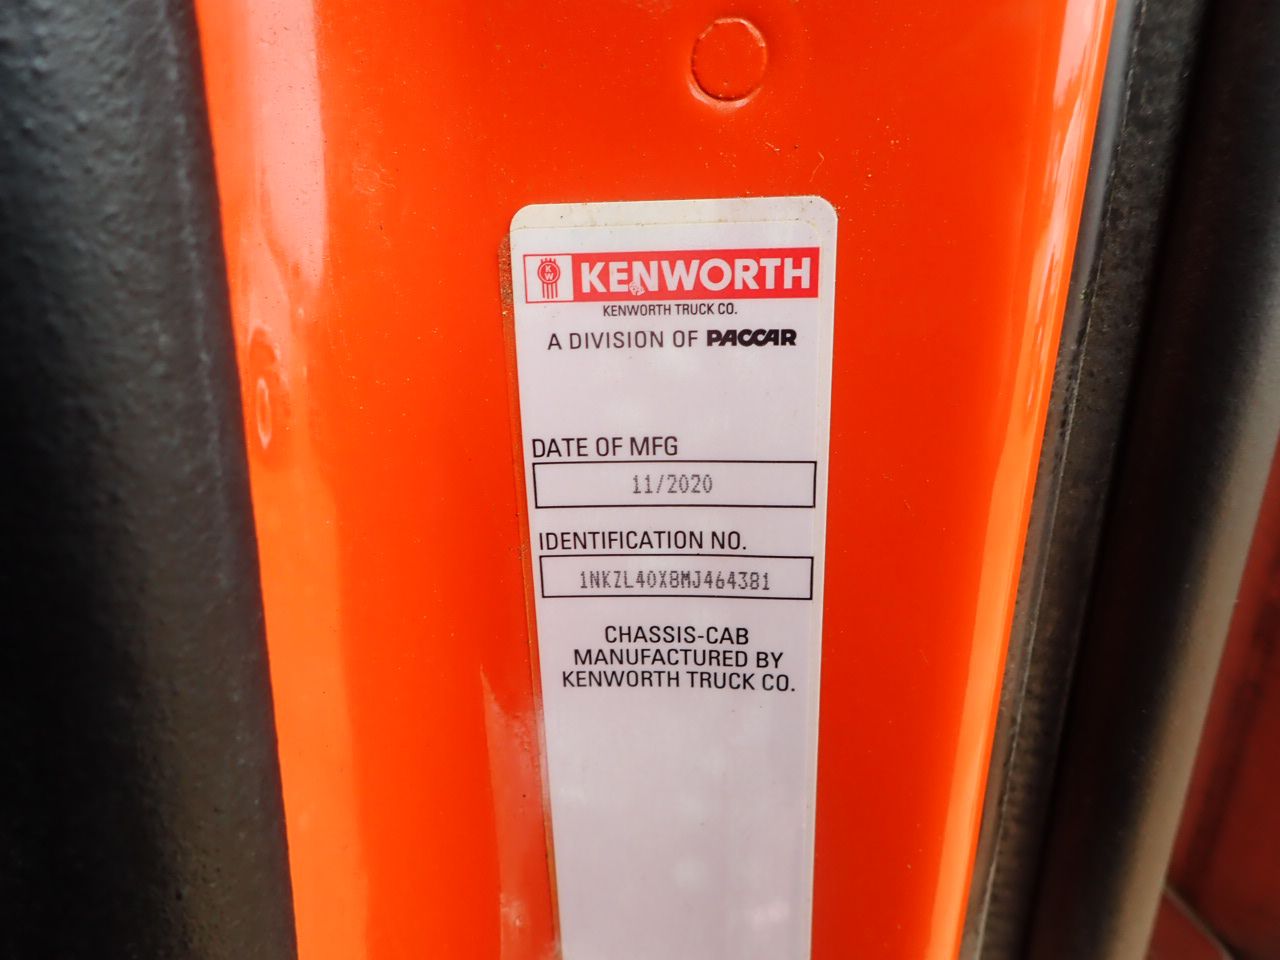 KW KENWORTH
KENWORTH TRUCK CO.
A DIVISION OF PACCAR
DATE OF MFG
11/2020
IDENTIFICATION NO.
1NKZL40X8MJ464381
CHASSIS-CAB
MANUFACTURED BY
KENWORTH TRUCK CO.